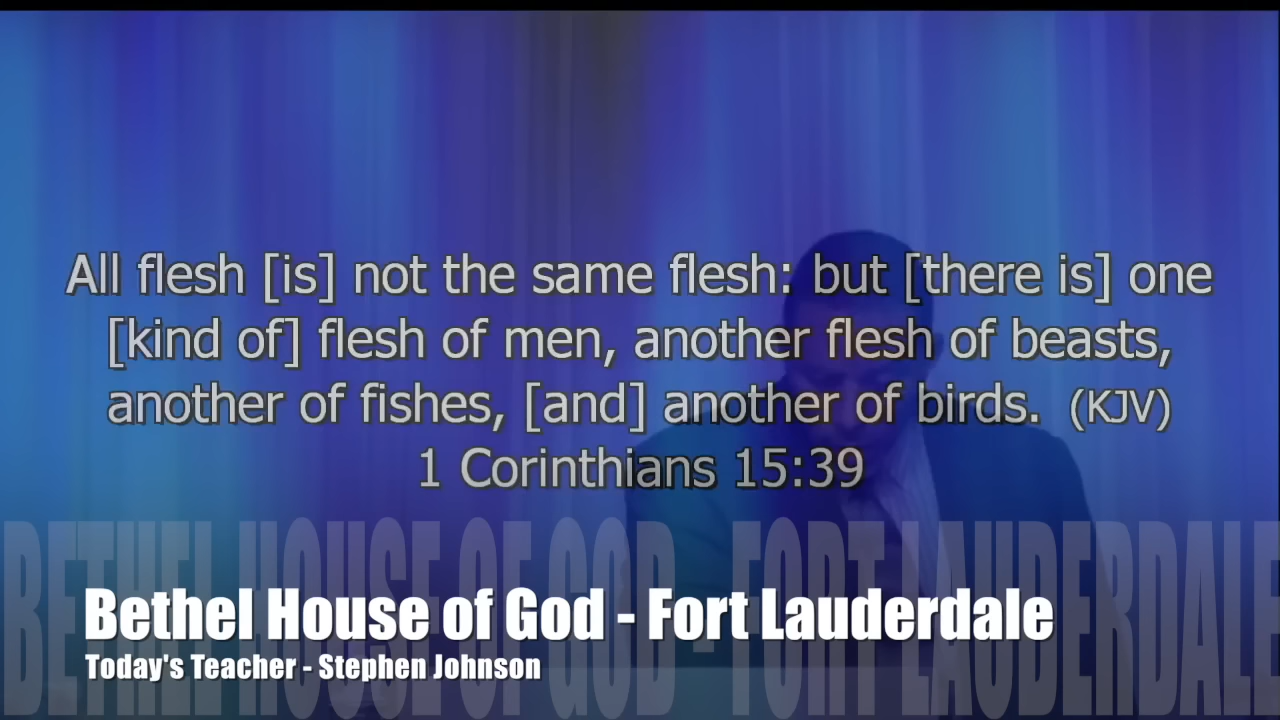 All flesh [is] not the same flesh: but [there is] one
[kind of] flesh of men, another flesh of beasts,
another of fishes, [and] another of birds. (KJV)
1 Corinthians 15:39
BETHEL HOUSE OF GOD - FORT LAUDERDALE
Bethel House of God - Fort Lauderdale
Today's Teacher - Stephen Johnson